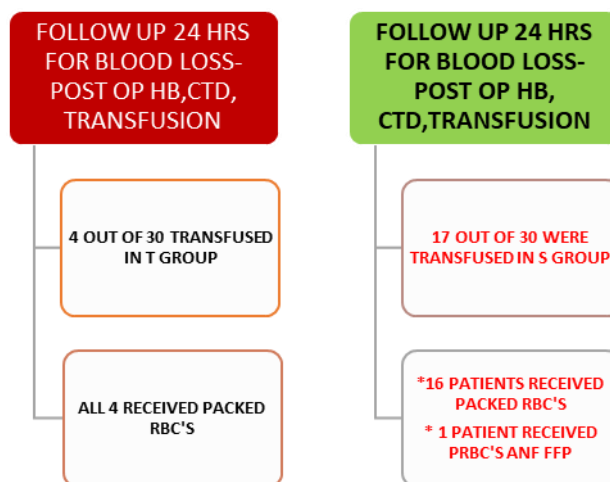 FOLLOW UP 24 HRS
FOR BLOOD LOSS-
POST OP HB,CTD,
TRANSFUSION
4 OUT OF 30 TRANSFUSED
IN T GROUP
ALL 4 RECEIVED PACKED
RBC'S
FOLLOW UP 24 HRS
FOR BLOOD LOSS-
POST OP HB,
CTD,TRANSFUSION
17 OUT OF 30 WERE
TRANSFUSED IN S GROUP
*16 PATIENTS RECEIVED
PACKED RBC'S
* 1 PATIENT RECEIVED
PRBC'S ANF FFP